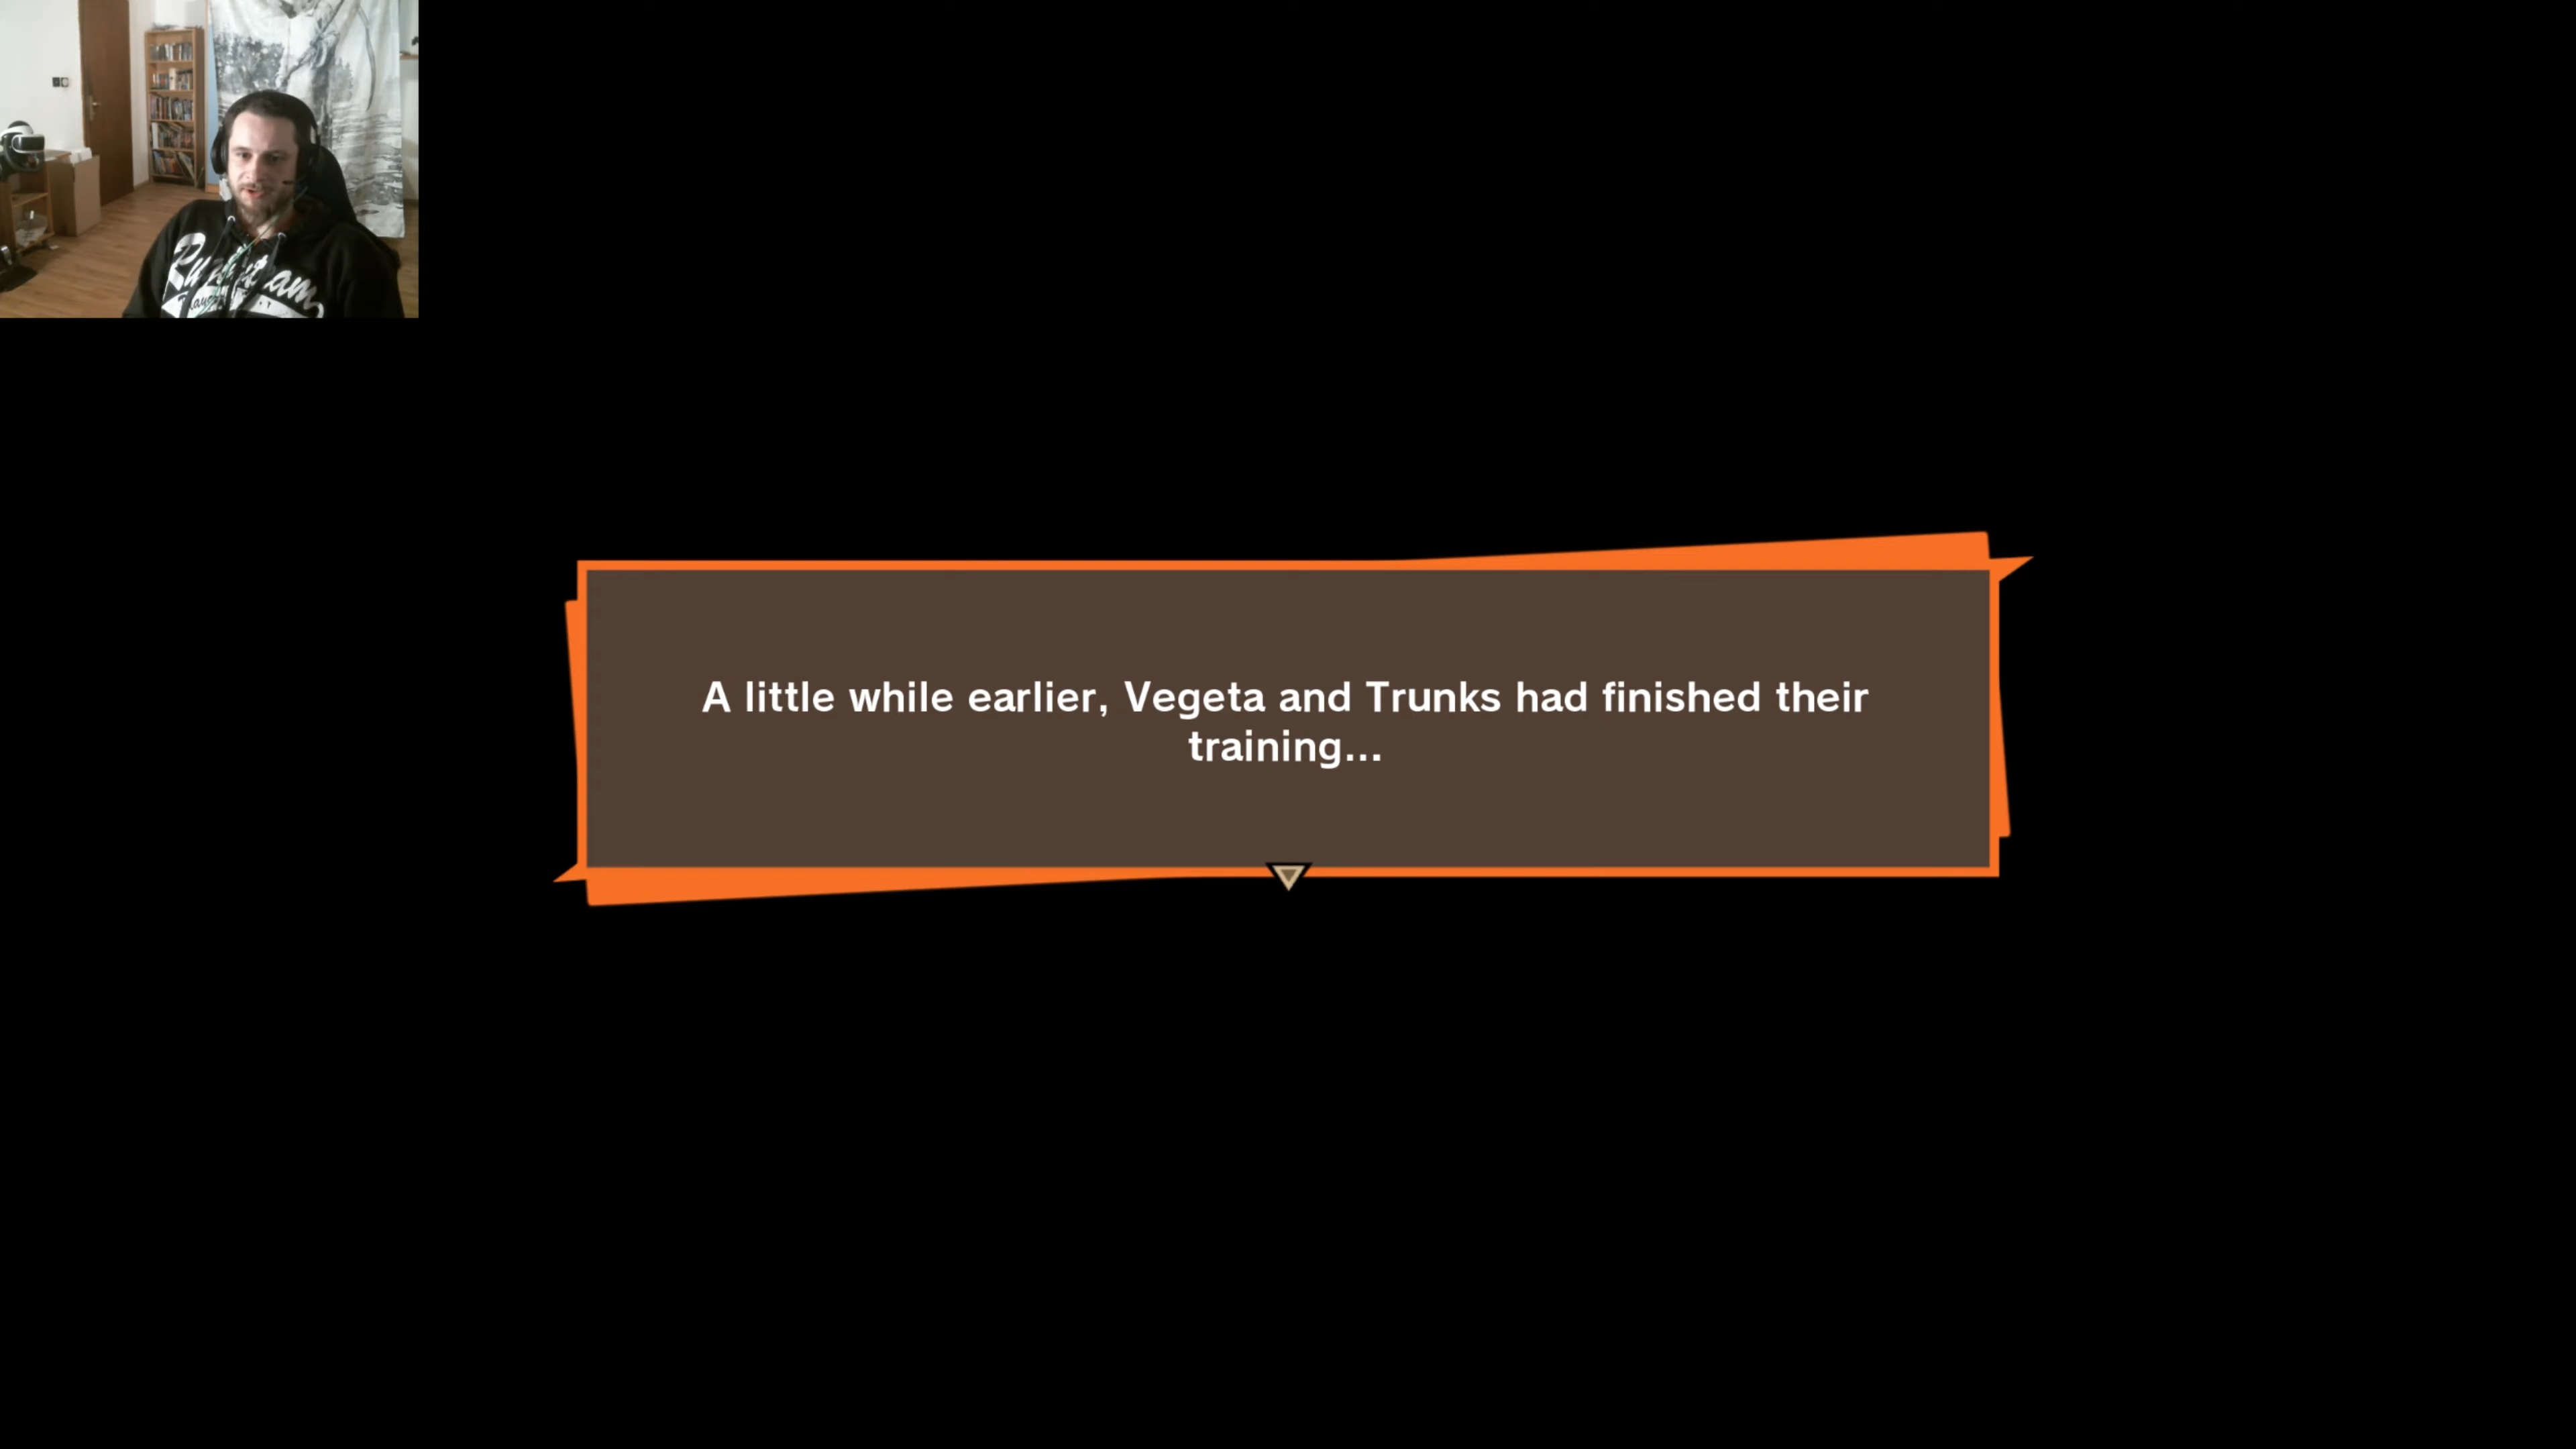 A little while earlier, Vegeta and Trunks had finished their
training...